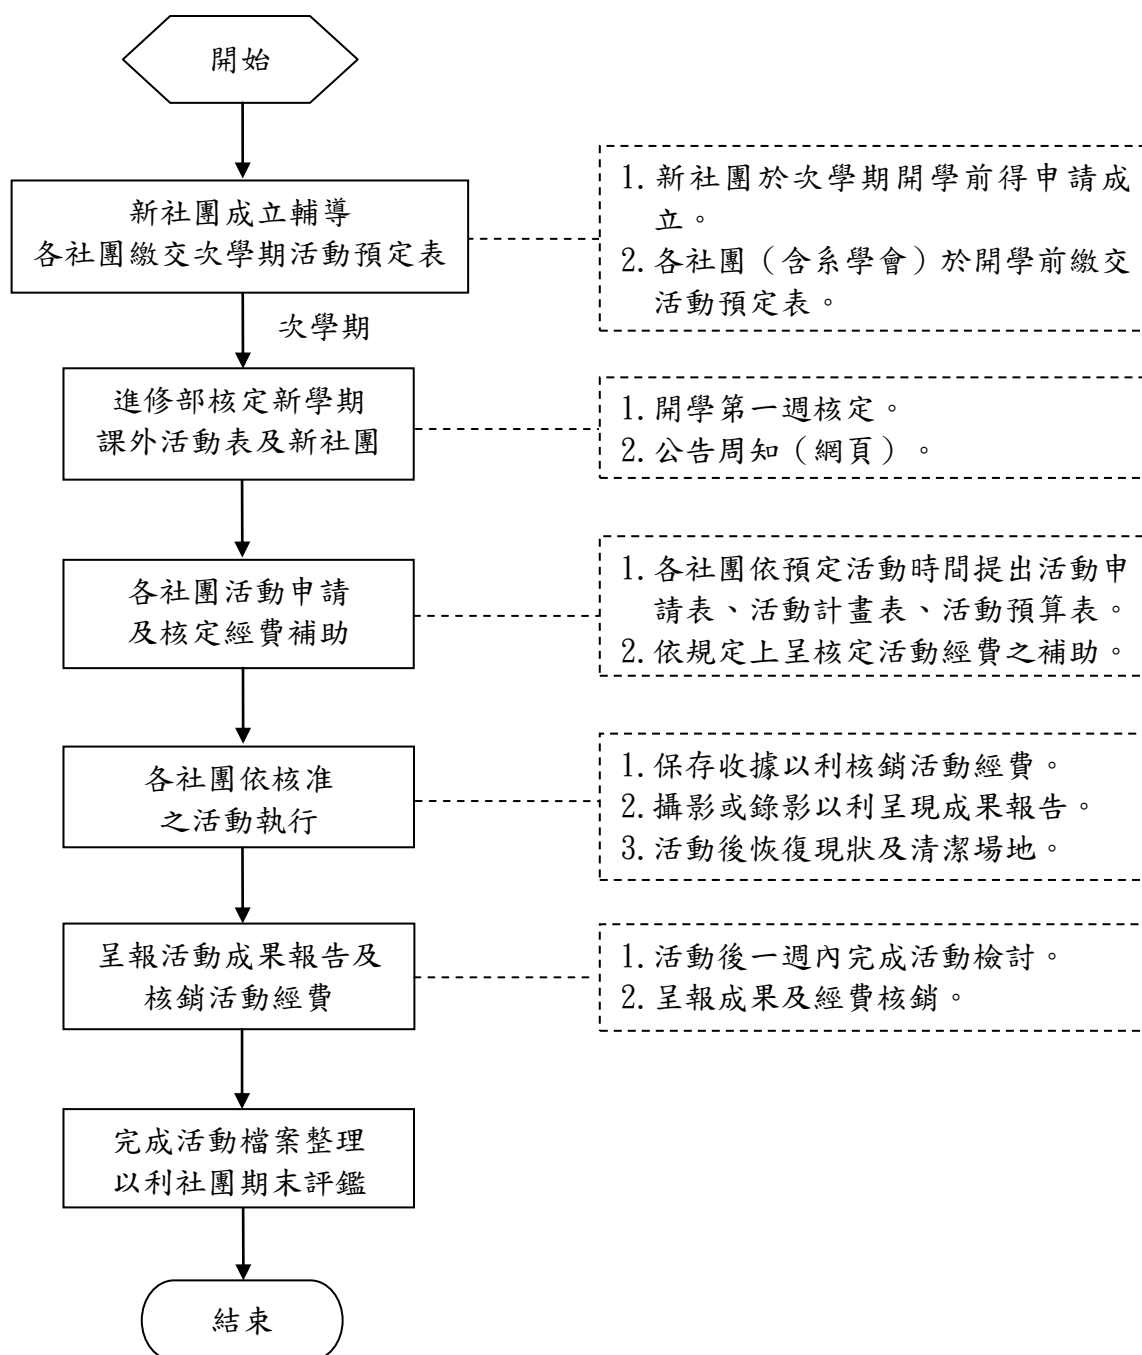 開始
新社團成立輔導
各社團繳交次學期活動預定表
1. 新社團於次學期開學前得申請成
立。
2. 各社團（含系學會）於開學前繳交
活動預定表。
次學期
進修部核定新學期
課外活動表及新社團
1. 開學第一週核定。
2. 公告周知（網頁）。
各社團活動申請
及核定經費補助
1. 各社團依預定活動時間提出活動申
請表、活動計畫表、活動預算表。
2. 依規定上呈核定活動經費之補助。
各社團依核准
之活動執行
1. 保存收據以利核銷活動經費。
2. 攝影或錄影以利呈現成果報告。
3. 活動後恢復現狀及清潔場地。
呈報活動成果報告及
核銷活動經費
1. 活動後一週內完成活動檢討。
2. 呈報成果及經費核銷。
完成活動檔案整理
以利社團期末評鑑
結束